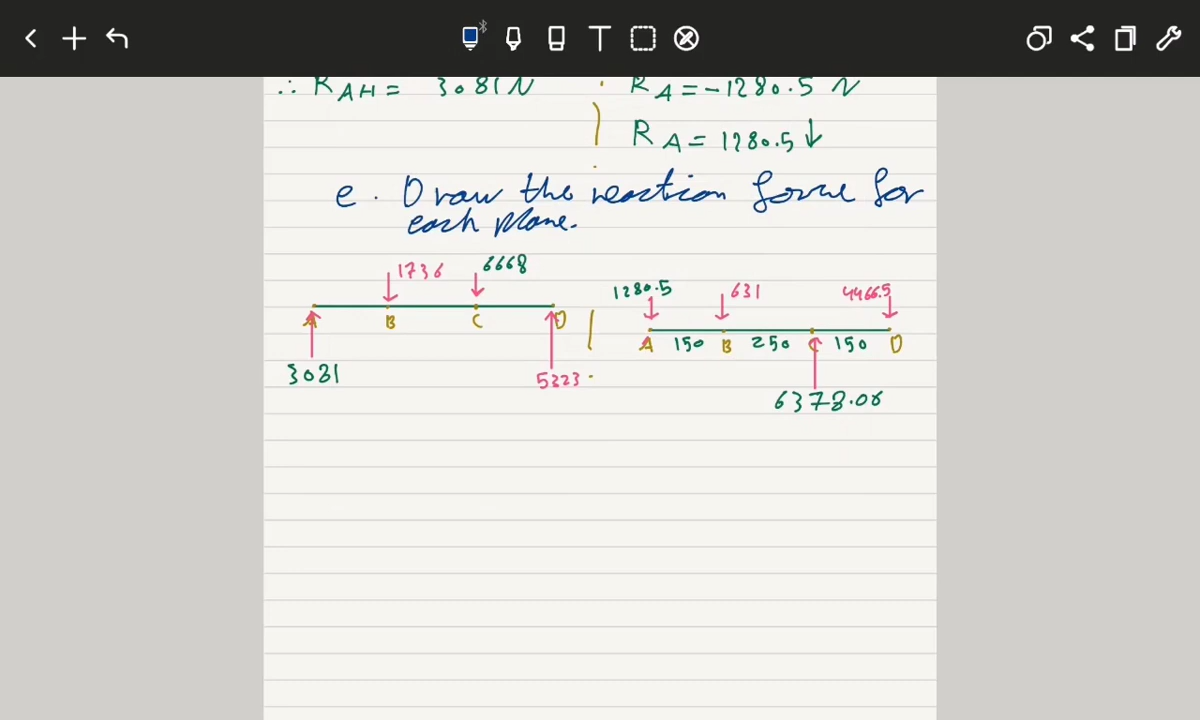 ∴ RAH = 3081 N
RA = -1280.5 N
RA = 1280.5 ↓
e. Draw the reaction force for
each plane.
1736 6668
A B C D
3081 5323
1280.5 631 4466.5
A 150 B 250 C 150 D
6378.06